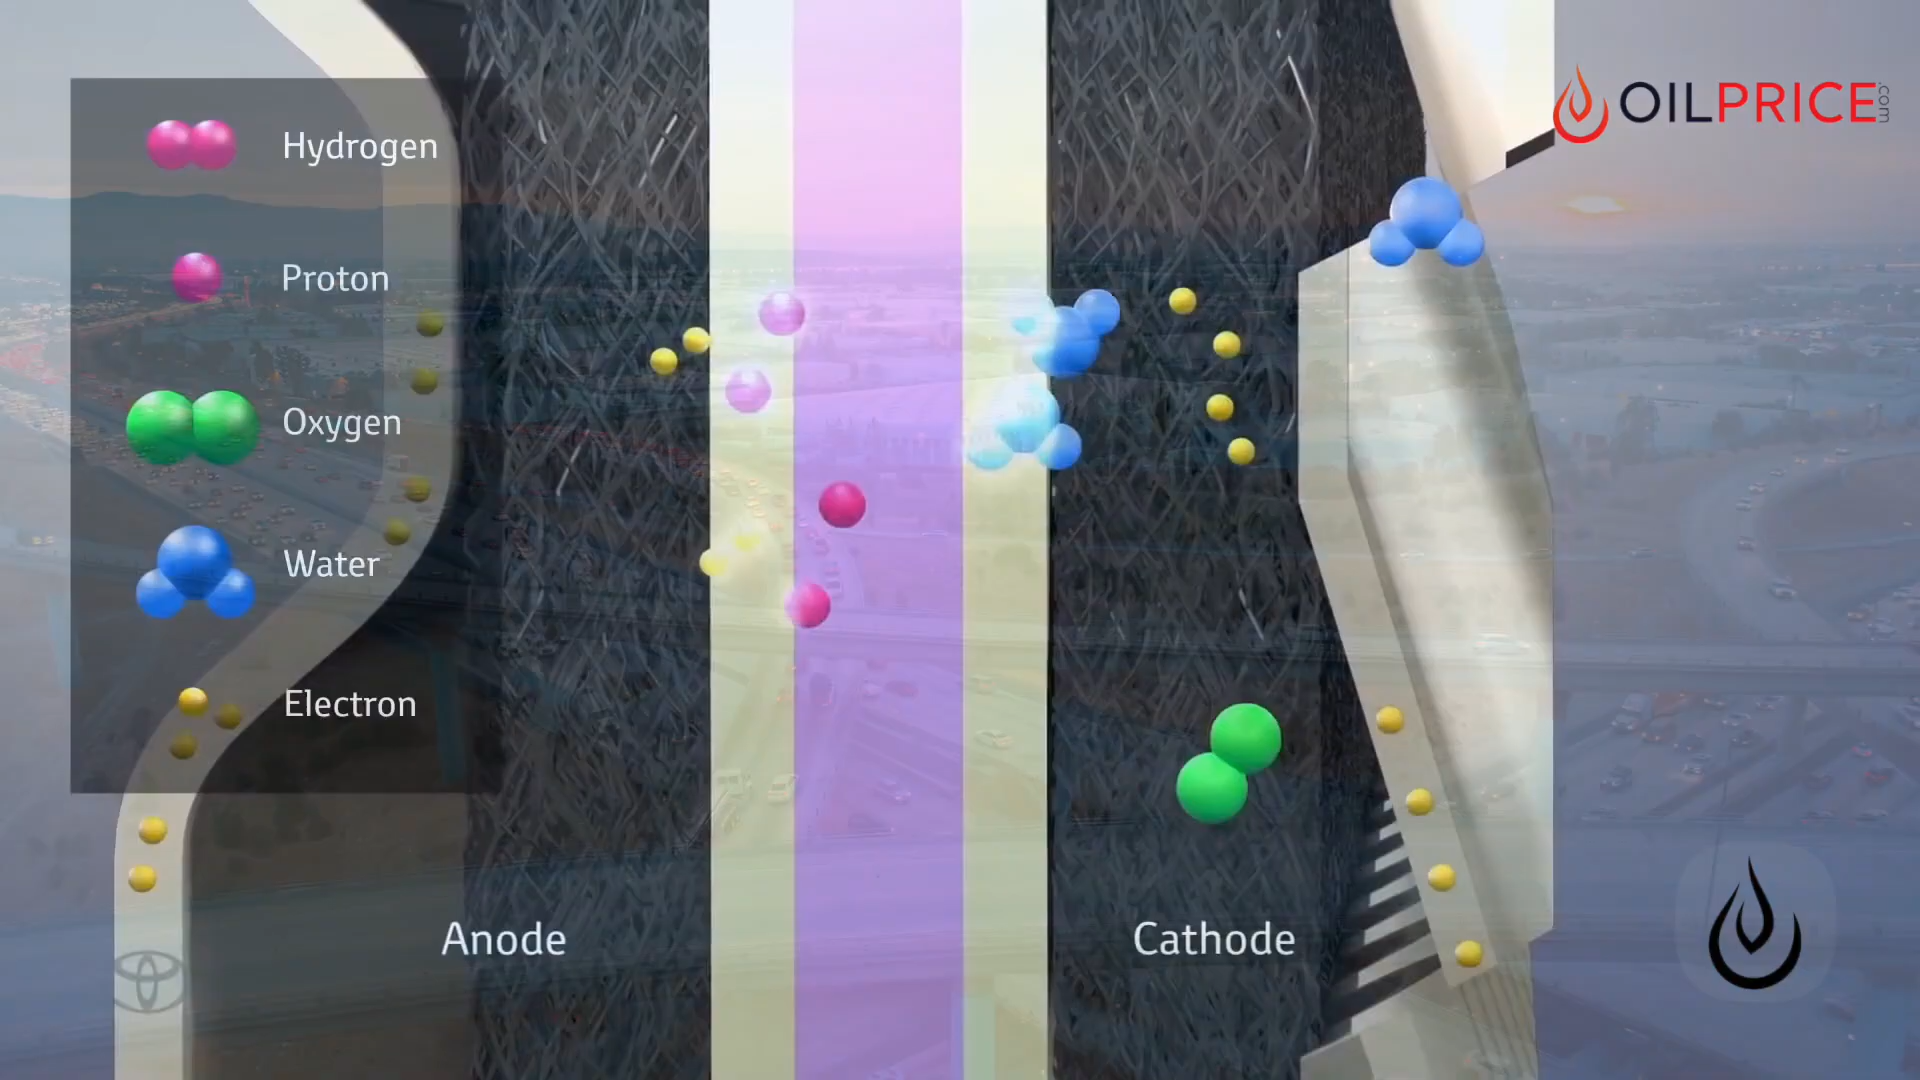 OILPRICE.com
Hydrogen
Proton
Oxygen
Water
Electron
Anode
Cathode